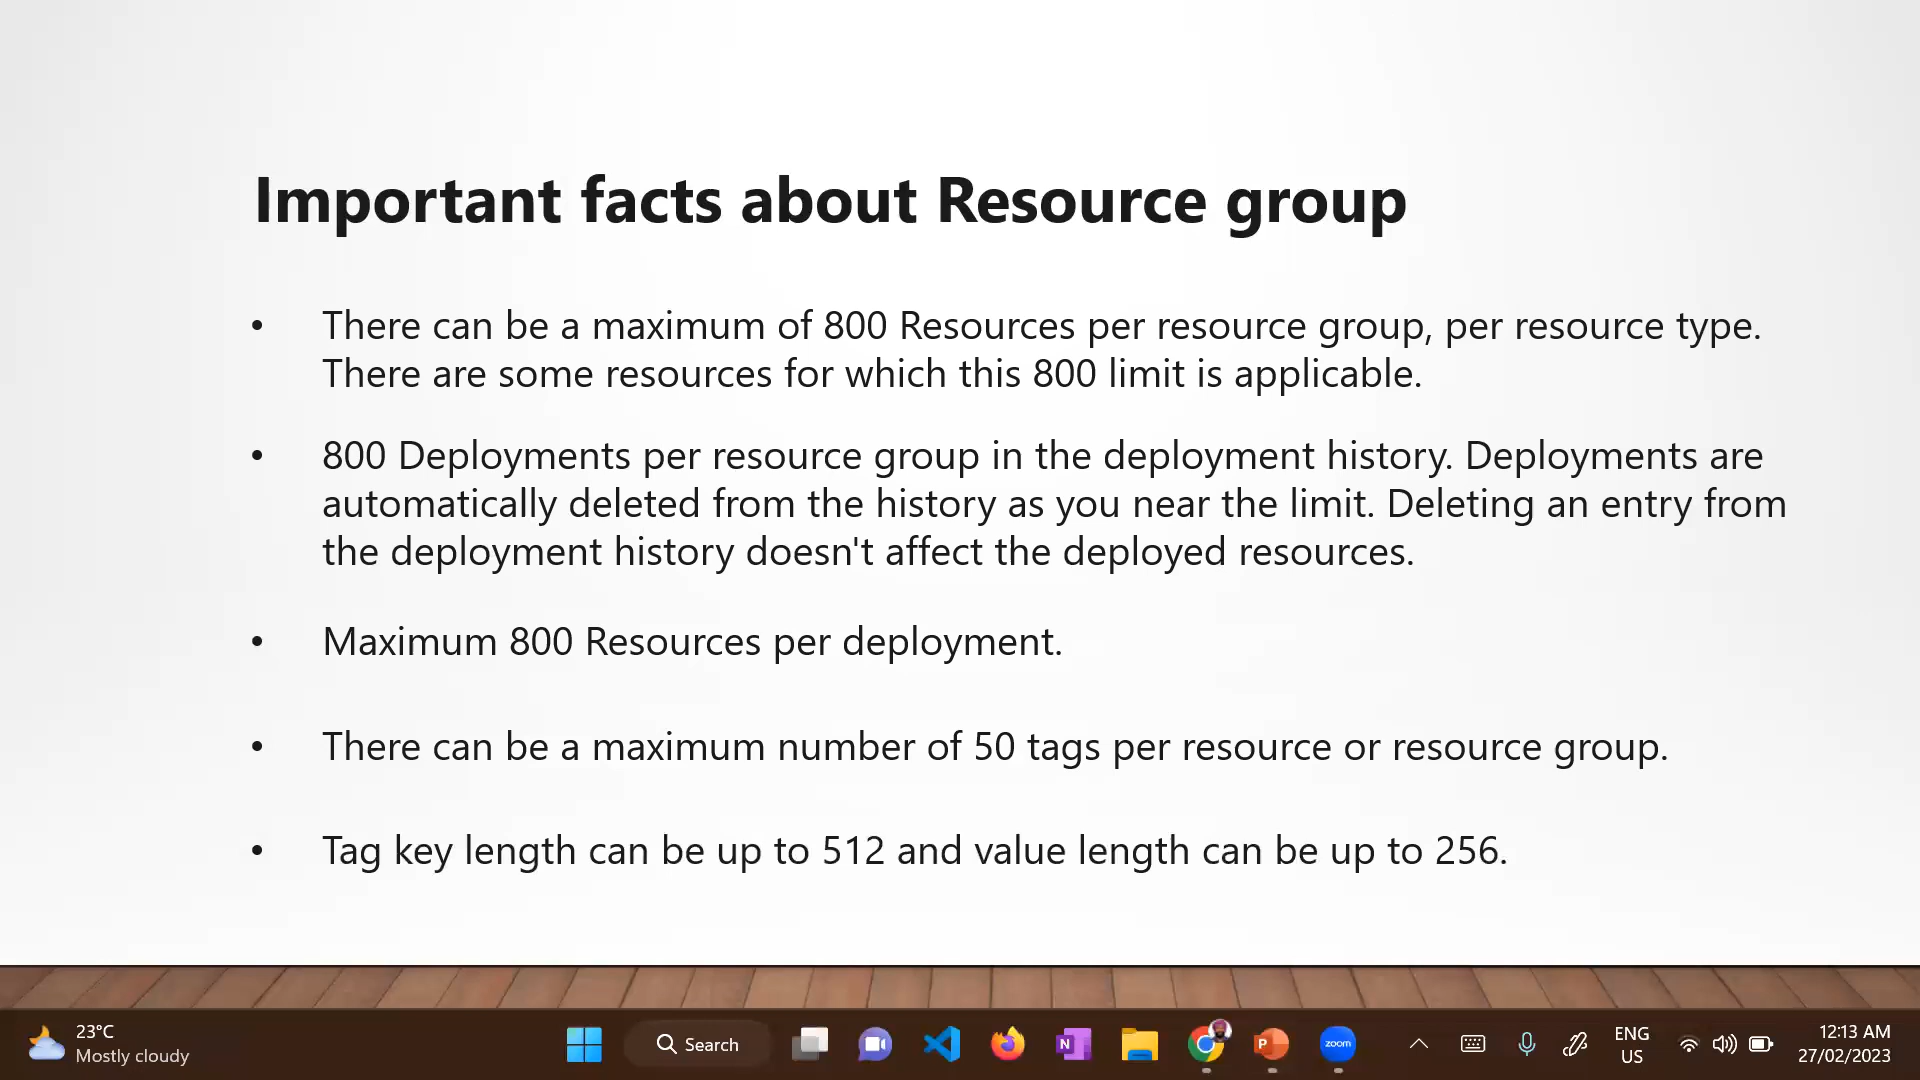 Important facts about Resource group
• There can be a maximum of 800 Resources per resource group, per resource type.
There are some resources for which this 800 limit is applicable.
• 800 Deployments per resource group in the deployment history. Deployments are
automatically deleted from the history as you near the limit. Deleting an entry from
the deployment history doesn't affect the deployed resources.
• Maximum 800 Resources per deployment.
• There can be a maximum number of 50 tags per resource or resource group.
• Tag key length can be up to 512 and value length can be up to 256.
23°C
Mostly cloudy
Search
N
P
zoom
ENG
US
12:13 AM
27/02/2023